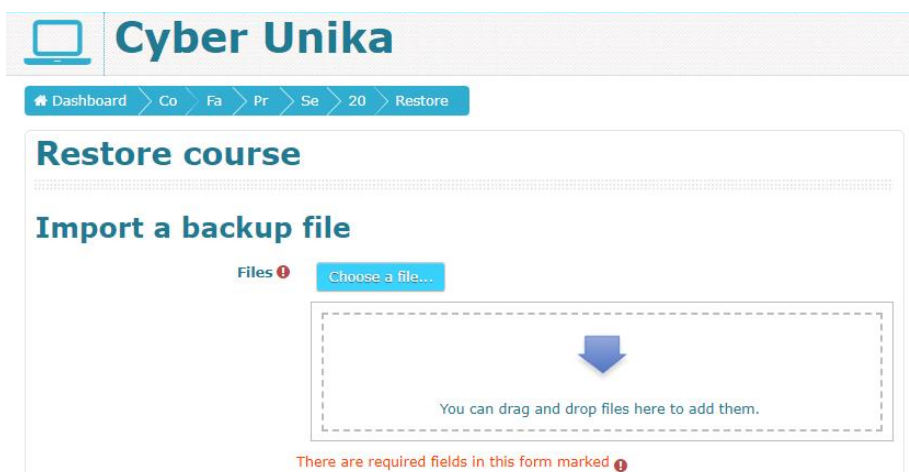 Cyber Unika
Dashboard Co Fa Pr Se 20 Restore
Restore course
Import a backup file
Files
Choose a file...
You can drag and drop files here to add them.
There are required fields in this form marked